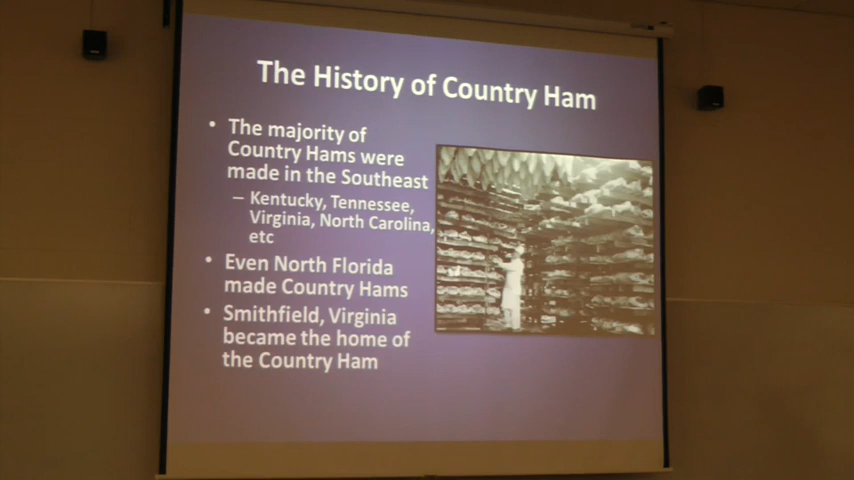 The History of Country Ham
• The majority of
Country Hams were
made in the Southeast
– Kentucky, Tennessee,
Virginia, North Carolina,
etc
• Even North Florida
made Country Hams
• Smithfield, Virginia
became the home of
the Country Ham